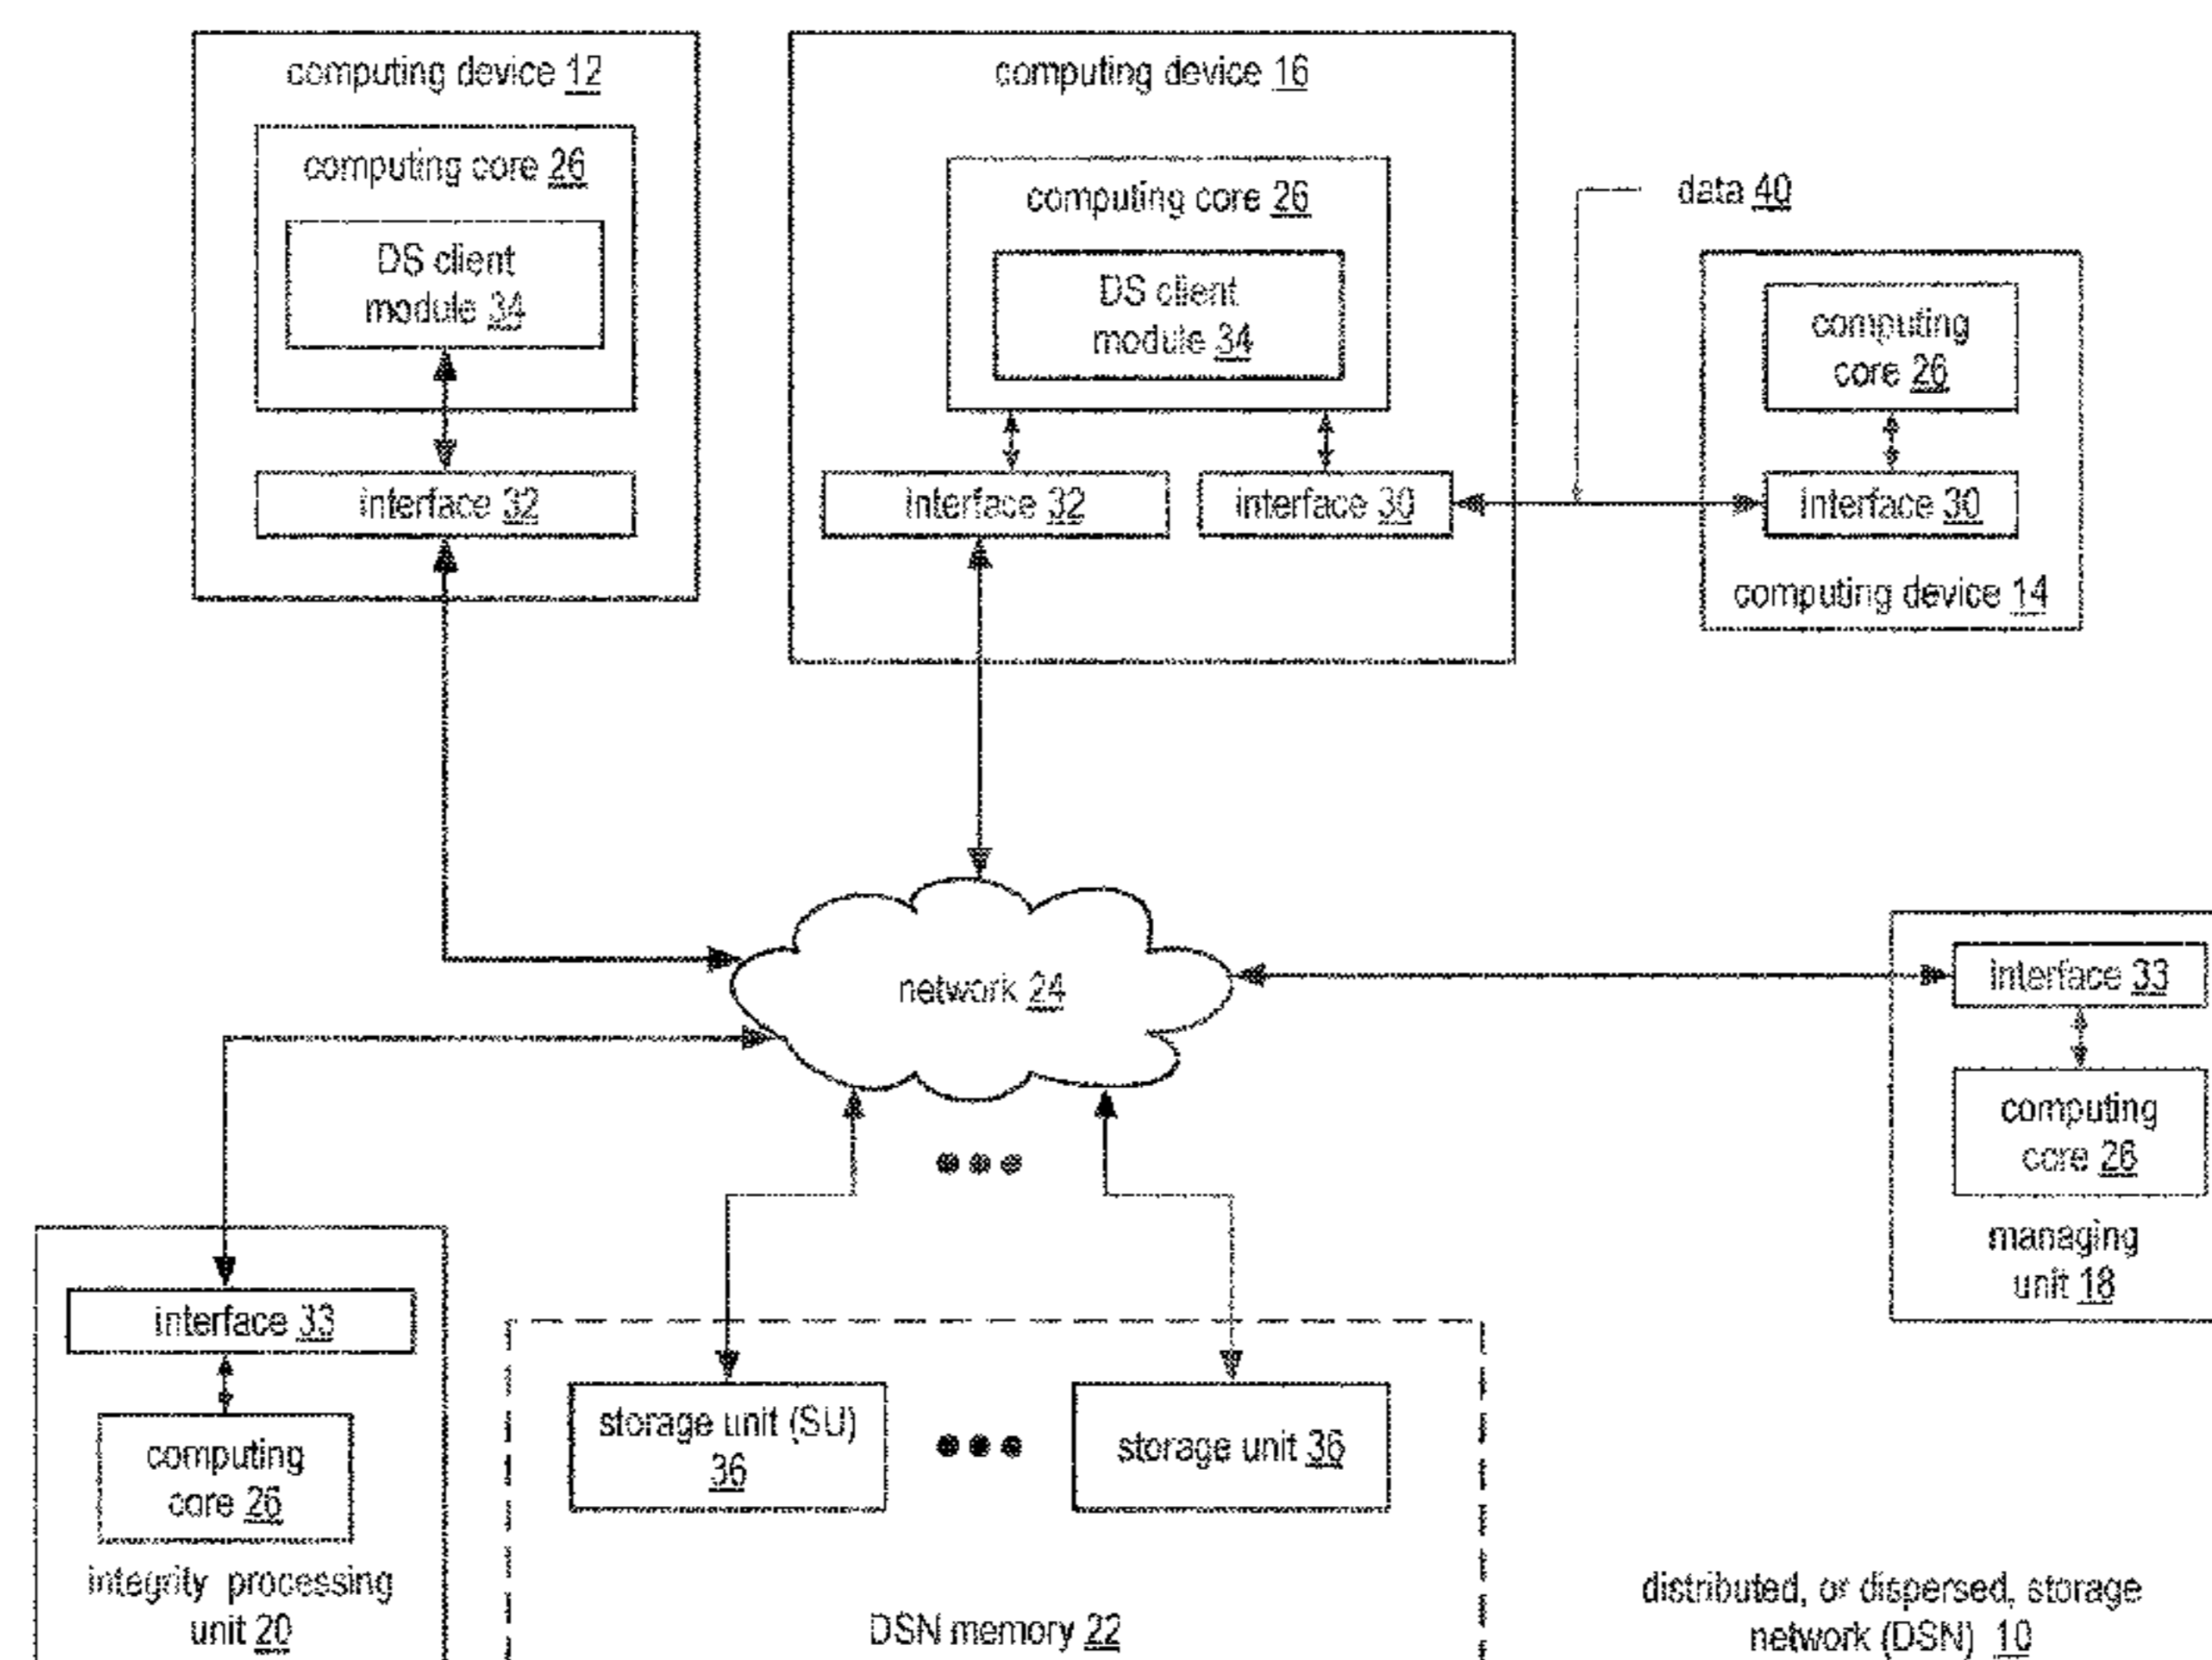 computing device 12
computing core 26
DS client
module 34
interface 32
computing device 16
computing core 26
DS client
module 34
interface 32
interface 30
data 40
computing
core 26
interface 30
computing device 14
network 24
interface 33
computing
core 26
managing
unit 18
interface 33
computing
core 26
integrity processing
unit 20
storage unit (SU)
36
storage unit 36
DSN memory 22
distributed, or dispersed, storage
network (DSN) 10